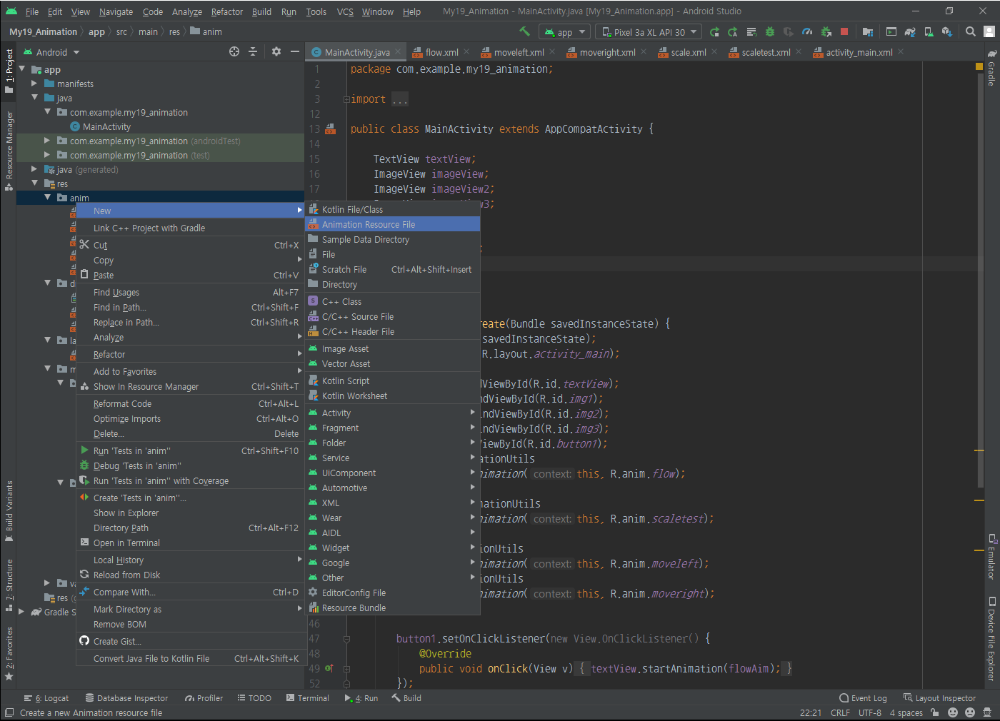 File Edit View Navigate Code Analyze Refactor Build Run Tools VCS Window Help My19_Animation - MainActivity.java [My19_Animation.app] - Android Studio
My19_Animation app src main res anim app Pixel 3a XL API 30
Android
MainActivity.java flow.xml moveleft.xml moveright.xml scale.xml scaletest.xml activity_main.xml
1: Project
Resource Manager
Build Variants
7: Structure
2: Favorites
app
manifests
java
com.example.my19_animation
MainActivity
com.example.my19_animation (androidTest)
com.example.my19_animation (test)
java (generated)
res
anim
d
la
m
va
res (g
Gradle S
New
Link C++ Project with Gradle
Cut Ctrl+X
Copy
Paste Ctrl+V
Find Usages Alt+F7
Find in Path... Ctrl+Shift+F
Replace in Path... Ctrl+Shift+R
Analyze
Refactor
Add to Favorites
Show In Resource Manager Ctrl+Shift+T
Reformat Code Ctrl+Alt+L
Optimize Imports Ctrl+Alt+O
Delete... Delete
Run 'Tests in 'anim'' Ctrl+Shift+F10
Debug 'Tests in 'anim''
Run 'Tests in 'anim'' with Coverage
Create 'Tests in 'anim''...
Show in Explorer
Directory Path Ctrl+Alt+F12
Open in Terminal
Local History
Reload from Disk
Compare With... Ctrl+D
Mark Directory as
Remove BOM
Create Gist...
Convert Java File to Kotlin File Ctrl+Alt+Shift+K
Kotlin File/Class
Animation Resource File
Sample Data Directory
File
Scratch File Ctrl+Alt+Shift+Insert
Directory
C++ Class
C/C++ Source File
C/C++ Header File
Image Asset
Vector Asset
Kotlin Script
Kotlin Worksheet
Activity
Fragment
Folder
Service
UiComponent
Automotive
XML
Wear
AIDL
Widget
Google
Other
EditorConfig File
Resource Bundle
1 package com.example.my19_animation;
2
3 import ...
12
13 public class MainActivity extends AppCompatActivity {
14
15 TextView textView;
16 ImageView imageView;
17 ImageView imageView2;
w3;
;
reate(Bundle savedInstanceState) {
savedInstanceState);
R.layout.activity_main);
dViewById(R.id.textView);
ndViewById(R.id.img1);
indViewById(R.id.img2);
indViewById(R.id.img3);
ViewById(R.id.button1);
ationUtils
nimation( context: this, R.anim.flow);
mationUtils
nimation( context: this, R.anim.scaletest);
ionUtils
nimation( context: this, R.anim.moveleft);
ionUtils
nimation( context: this, R.anim.moveright);
46
47 button1.setOnClickListener(new View.OnClickListener() {
48 @Override
49 public void onClick(View v) { textView.startAnimation(flowAim); }
52 });
Gradle
Emulator
Device File Explorer
6: Logcat Database Inspector Profiler TODO Terminal 4: Run Build Event Log Layout Inspector
Create a new Animation resource file 22:21 CRLF UTF-8 4 spaces